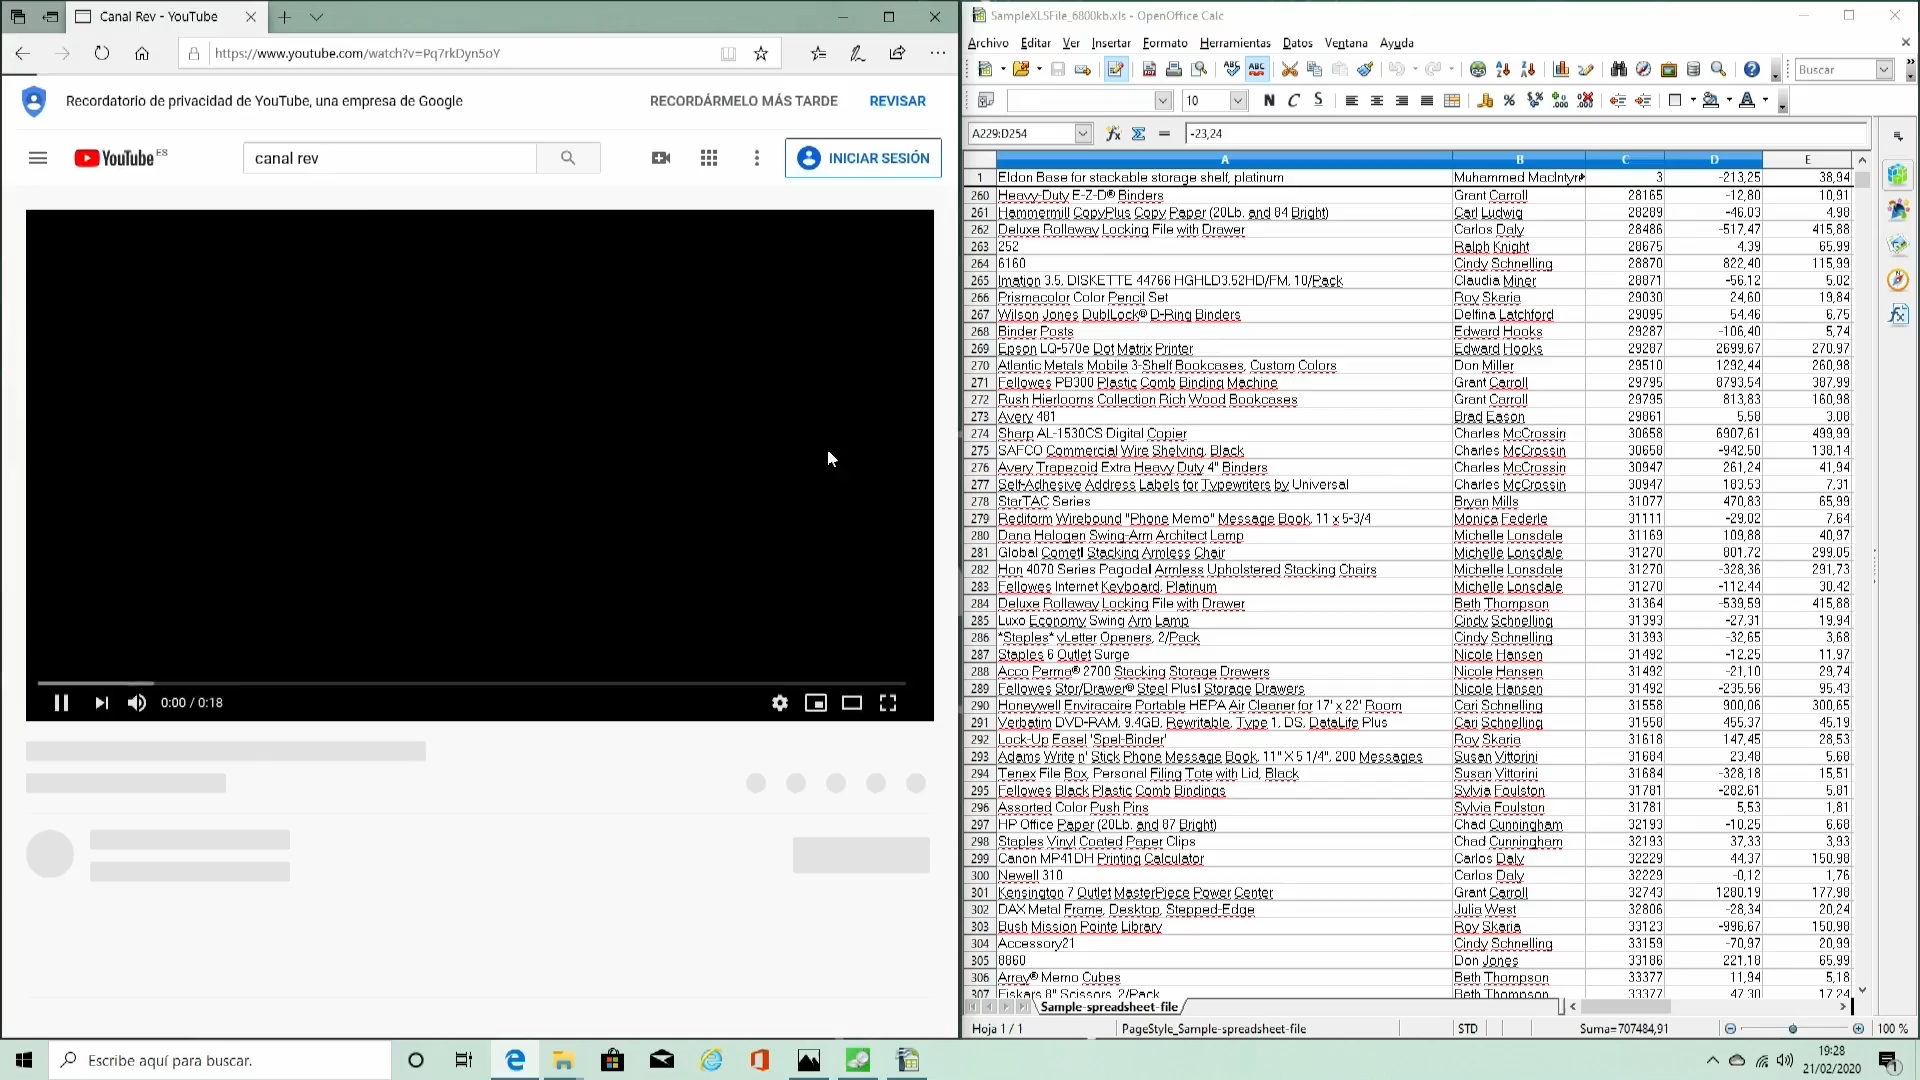 Canal Rev - YouTube
https://www.youtube.com/watch?v=Pq7rkDyn5oY
Recordatorio de privacidad de YouTube, una empresa de Google
RECORDÁRMELO MÁS TARDE
REVISAR
YouTube ES
canal rev
INICIAR SESIÓN
0:00 / 0:18
SampleXLSFile_6800kb.xls - OpenOffice Calc
Archivo Editar Ver Insertar Formato Herramientas Datos Ventana Ayuda
Buscar
10 N C S
A229:D254 -23,24
A B C D E
1 Eldon Base for stackable storage shelf, platinum Muhammed MacIntyre 3 -213,25 38,94
260 Heavy-Duty E-Z-D® Binders Grant Carroll 28165 -12,80 10,91
261 Hammermill CopyPlus Copy Paper (20Lb. and 84 Bright) Carl Ludwig 28289 -46,03 4,98
262 Deluxe Rollaway Locking File with Drawer Carlos Daly 28486 -517,47 415,88
263 252 Ralph Knight 28675 4,39 65,99
264 6160 Cindy Schnelling 28870 822,40 115,99
265 Imation 3.5, DISKETTE 44766 HGHLD3.52HD/FM, 10/Pack Claudia Miner 28871 -56,12 5,02
266 Prismacolor Color Pencil Set Roy Skaria 29030 24,60 19,84
267 Wilson Jones DublLock® D-Ring Binders Delfina Latchford 29095 54,46 6,75
268 Binder Posts Edward Hooks 29287 -106,40 5,74
269 Epson LQ-570e Dot Matrix Printer Edward Hooks 29287 2699,67 270,97
270 Atlantic Metals Mobile 3-Shelf Bookcases, Custom Colors Don Miller 29510 1292,44 260,98
271 Fellowes PB300 Plastic Comb Binding Machine Grant Carroll 29795 8793,54 387,99
272 Rush Hierlooms Collection Rich Wood Bookcases Grant Carroll 29795 813,83 160,98
273 Avery 481 Brad Eason 29861 5,58 3,08
274 Sharp AL-1530CS Digital Copier Charles McCrossin 30658 6907,61 499,99
275 SAFCO Commercial Wire Shelving, Black Charles McCrossin 30658 -942,50 138,14
276 Avery Trapezoid Extra Heavy Duty 4" Binders Charles McCrossin 30947 261,24 41,94
277 Self-Adhesive Address Labels for Typewriters by Universal Charles McCrossin 30947 183,53 7,31
278 StarTAC Series Bryan Mills 31077 470,83 65,99
279 Rediform Wirebound "Phone Memo" Message Book, 11 x 5-3/4 Monica Federle 31111 -29,02 7,64
280 Dana Halogen Swing-Arm Architect Lamp Michelle Lonsdale 31169 109,88 40,97
281 Global Comet| Stacking Armless Chair Michelle Lonsdale 31270 801,72 299,05
282 Hon 4070 Series Pagodal Armless Upholstered Stacking Chairs Michelle Lonsdale 31270 -328,36 291,73
283 Fellowes Internet Keyboard, Platinum Michelle Lonsdale 31270 -112,44 30,42
284 Deluxe Rollaway Locking File with Drawer Beth Thompson 31364 -539,59 415,88
285 Luxo Economy Swing Arm Lamp Cindy Schnelling 31393 -27,31 19,94
286 *Staples* vLetter Openers, 2/Pack Cindy Schnelling 31393 -32,65 3,68
287 Staples 6 Outlet Surge Nicole Hansen 31492 -12,25 11,97
288 Acco Perma® 2700 Stacking Storage Drawers Nicole Hansen 31492 -21,10 29,74
289 Fellowes Stor/Drawer® Steel Plus| Storage Drawers Nicole Hansen 31492 -235,56 95,43
290 Honeywell Enviracaire Portable HEPA Air Cleaner for 17' x 22' Room Cari Schnelling 31558 900,06 300,65
291 Verbatim DVD-RAM, 9.4GB, Rewritable, Type 1, DS, DataLife Plus Cari Schnelling 31558 455,37 45,19
292 Lock-Up Easel 'Spel-Binder' Roy Skaria 31618 147,45 28,53
293 Adams Write n' Stick Phone Message Book, 11" X 5 1/4", 200 Messages Susan Vittorini 31684 23,48 5,68
294 Tenex File Box, Personal Filing Tote with Lid, Black Susan Vittorini 31684 -328,18 15,51
295 Fellowes Black Plastic Comb Bindings Sylvia Foulston 31781 -282,61 5,81
296 Assorted Color Push Pins Sylvia Foulston 31781 5,53 1,81
297 HP Office Paper (20Lb. and 87 Bright) Chad Cunningham 32193 -10,25 6,68
298 Staples Vinyl Coated Paper Clips Chad Cunningham 32193 37,33 3,93
299 Canon MP41DH Printing Calculator Carlos Daly 32229 44,37 150,98
300 Newell 310 Carlos Daly 32229 -0,12 1,76
301 Kensington 7 Outlet MasterPiece Power Center Grant Carroll 32743 1280,19 177,98
302 DAX Metal Frame, Desktop, Stepped-Edge Julia West 32806 -28,34 20,24
303 Bush Mission Pointe Library Roy Skaria 33123 -996,67 150,98
304 Accessory21 Cindy Schnelling 33159 -70,97 20,99
305 8860 Don Jones 33186 221,18 65,99
306 Array® Memo Cubes Beth Thompson 33377 11,94 5,18
307 Fiskars 8" Scissors, 2/Pack Beth Thompson 33377 47,30 17,24
Sample-spreadsheet-file
Hoja 1 / 1 PageStyle_Sample-spreadsheet-file STD Suma=707484,91 100 %
Escribe aquí para buscar.
19:28
21/02/2020